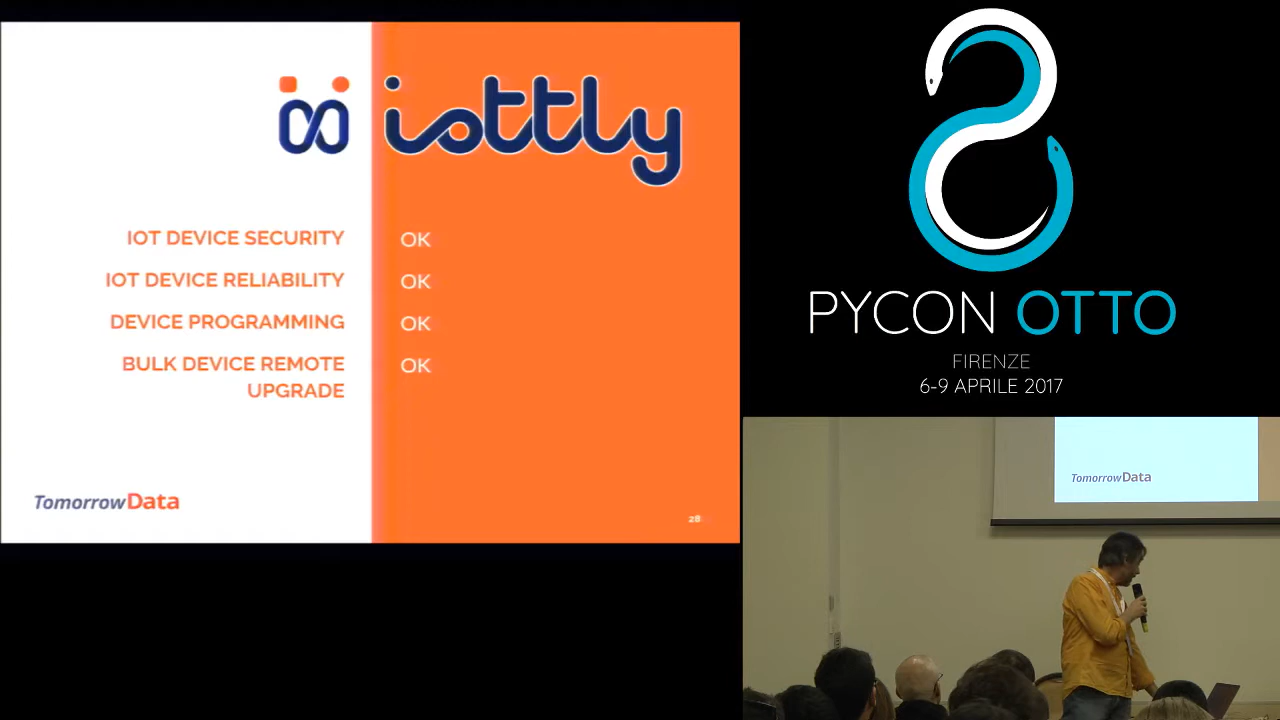 iottly
IOT DEVICE SECURITY OK
IOT DEVICE RELIABILITY OK
DEVICE PROGRAMMING OK
BULK DEVICE REMOTE OK
UPGRADE
TomorrowData
28
PYCON OTTO
FIRENZE
6-9 APRILE 2017
TomorrowData